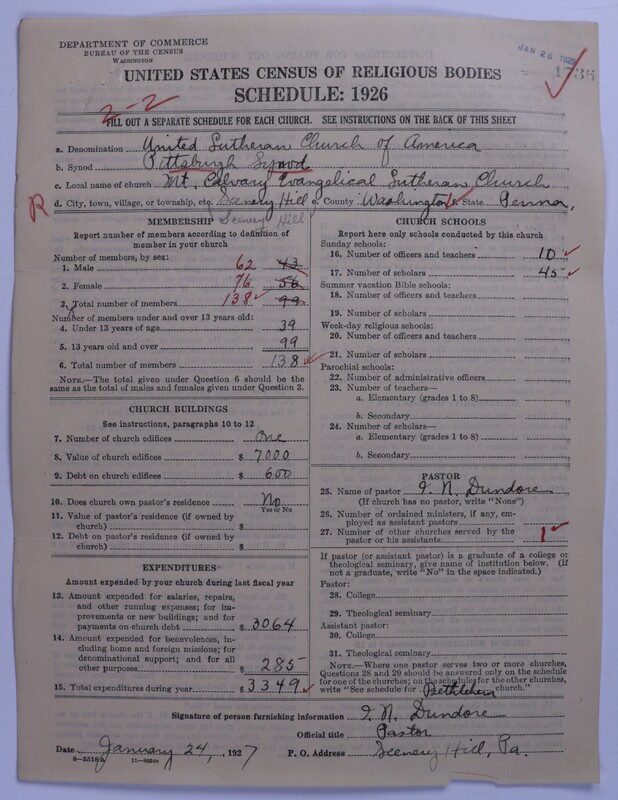 DEPARTMENT OF COMMERCE
BUREAU OF THE CENSUS
WASHINGTON
JAN 26 1927
1735
UNITED STATES CENSUS OF RELIGIOUS BODIES
SCHEDULE: 1926
2-2
FILL OUT A SEPARATE SCHEDULE FOR EACH CHURCH. SEE INSTRUCTIONS ON THE BACK OF THIS SHEET
a. Denomination United Lutheran Church of America
b. Synod Pittsburgh Synod
c. Local name of church Mt. Calvary Evangelical Lutheran Church
R d. City, town, village, or township, etc. Scenery Hill e. County Washington f. State Penna.
Scenery Hill
MEMBERSHIP
Report number of members according to definition of
member in your church
Number of members, by sex:
1. Male 62 43
2. Female 76 56
3. Total number of members 138 99
Number of members under and over 13 years old:
4. Under 13 years of age 39
5. 13 years old and over 99
6. Total number of members 138
NOTE.—The total given under Question 6 should be the
same as the total of males and females given under Question 3.
CHURCH BUILDINGS
See instructions, paragraphs 10 to 12
7. Number of church edifices One
8. Value of church edifices $ 7000
9. Debt on church edifices $ 600
10. Does church own pastor's residence No
Yes or No
11. Value of pastor's residence (if owned by
church) $
12. Debt on pastor's residence (if owned by
church) $
EXPENDITURES
Amount expended by your church during last fiscal year
13. Amount expended for salaries, repairs,
and other running expenses; for im-
provements or new buildings; and for
payments on church debt $ 3064
14. Amount expended for benevolences, in-
cluding home and foreign missions; for
denominational support; and for all
other purposes $ 285
15. Total expenditures during year $ 3349
CHURCH SCHOOLS
Report here only schools conducted by this church
Sunday schools:
16. Number of officers and teachers 10
17. Number of scholars 45
Summer vacation Bible schools:
18. Number of officers and teachers
19. Number of scholars
Week-day religious schools:
20. Number of officers and teachers
21. Number of scholars
Parochial schools:
22. Number of administrative officers
23. Number of teachers—
a. Elementary (grades 1 to 8)
b. Secondary
24. Number of scholars—
a. Elementary (grades 1 to 8)
b. Secondary
PASTOR
25. Name of pastor I. N. Dundore
(If church has no pastor, write "None")
26. Number of ordained ministers, if any, em-
ployed as assistant pastors
27. Number of other churches served by the
pastor or his assistants 1
If pastor (or assistant pastor) is a graduate of a college or
theological seminary, give name of institution below. (If
not a graduate, write "No" in the space indicated.)
Pastor:
28. College
29. Theological seminary
Assistant pastor:
30. College
31. Theological seminary
NOTE.—Where one pastor serves two or more churches,
Questions 28 and 29 should be answered only on the schedule
for one of the churches; on the schedules for the other churches,
write "See schedule for Bethlehem church."
Signature of person furnishing information I. N. Dundore
Official title Pastor
Date January 24, 1927 P. O. Address Scenery Hill, Pa.